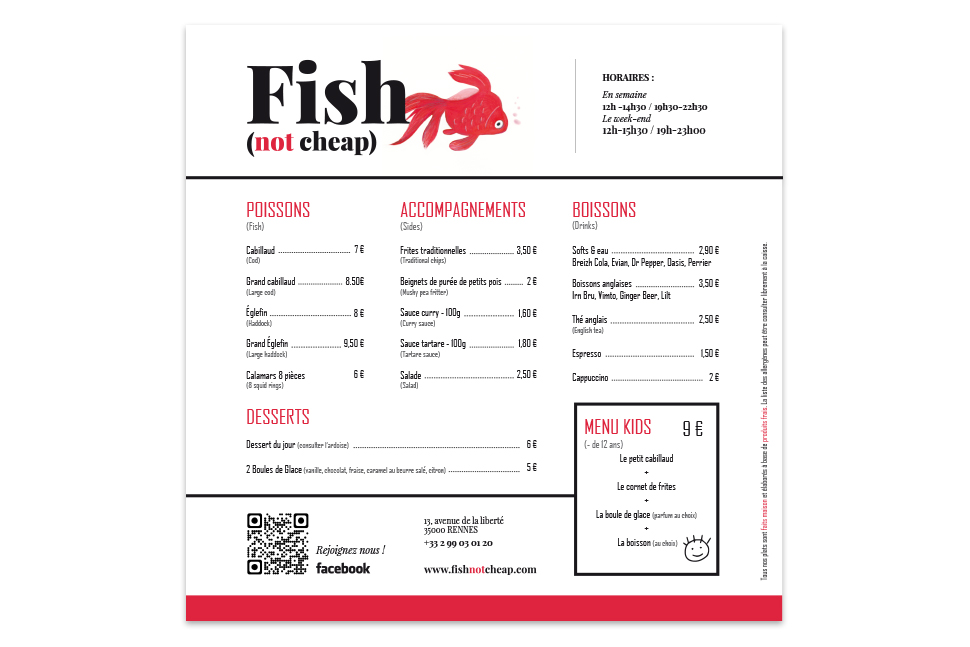 Fish
(not cheap)
HORAIRES :
En semaine
12h -14h30 / 19h30-22h30
Le week-end
12h-15h30 / 19h-23h00
POISSONS
(Fish)
Cabillaud ............................ 7 €
(Cod)
Grand cabillaud .................. 8.50€
(Large cod)
Églefin ................................ 8 €
(Haddock)
Grand Églefin .................... 9,50 €
(Large haddock)
Calamars 8 pièces 6 €
(8 squid rings)
ACCOMPAGNEMENTS
(Sides)
Frites traditionnelles .................. 3,50 €
(Traditional chips)
Beignets de purée de petits pois ........ 2 €
(Mushy pea fritter)
Sauce curry - 100g .................... 1,60 €
(Curry sauce)
Sauce tartare - 100g .................. 1,80 €
(Tartare sauce)
Salade .................................... 2,50 €
(Salad)
BOISSONS
(Drinks)
Softs & eau ................................ 2,90 €
Breizh Cola, Evian, Dr Pepper, Oasis, Perrier
Boissons anglaises ........................ 3,50 €
Irn Bru, Vimto, Ginger Beer, Lilt
Thé anglais ................................ 2,50 €
(English tea)
Espresso .................................... 1,50 €
Cappuccino .................................... 2 €
DESSERTS
Dessert du jour (consulter l'ardoise) .................................................... 6 €
2 Boules de Glace (vanille, chocolat, fraise, caramel au beurre salé, citron) ............................ 5 €
MENU KIDS 9 €
(- de 12 ans)
Le petit cabillaud
+
Le cornet de frites
+
La boule de glace (parfum au choix)
+
La boisson (au choix)
Tous nos plats sont faits maison et élaborés à base de produits frais. La liste des allergènes peut être consulter librement à la caisse.
Rejoignez nous !
facebook
13, avenue de la liberté
35000 RENNES
+33 2 99 03 01 20
www.fishnotcheap.com